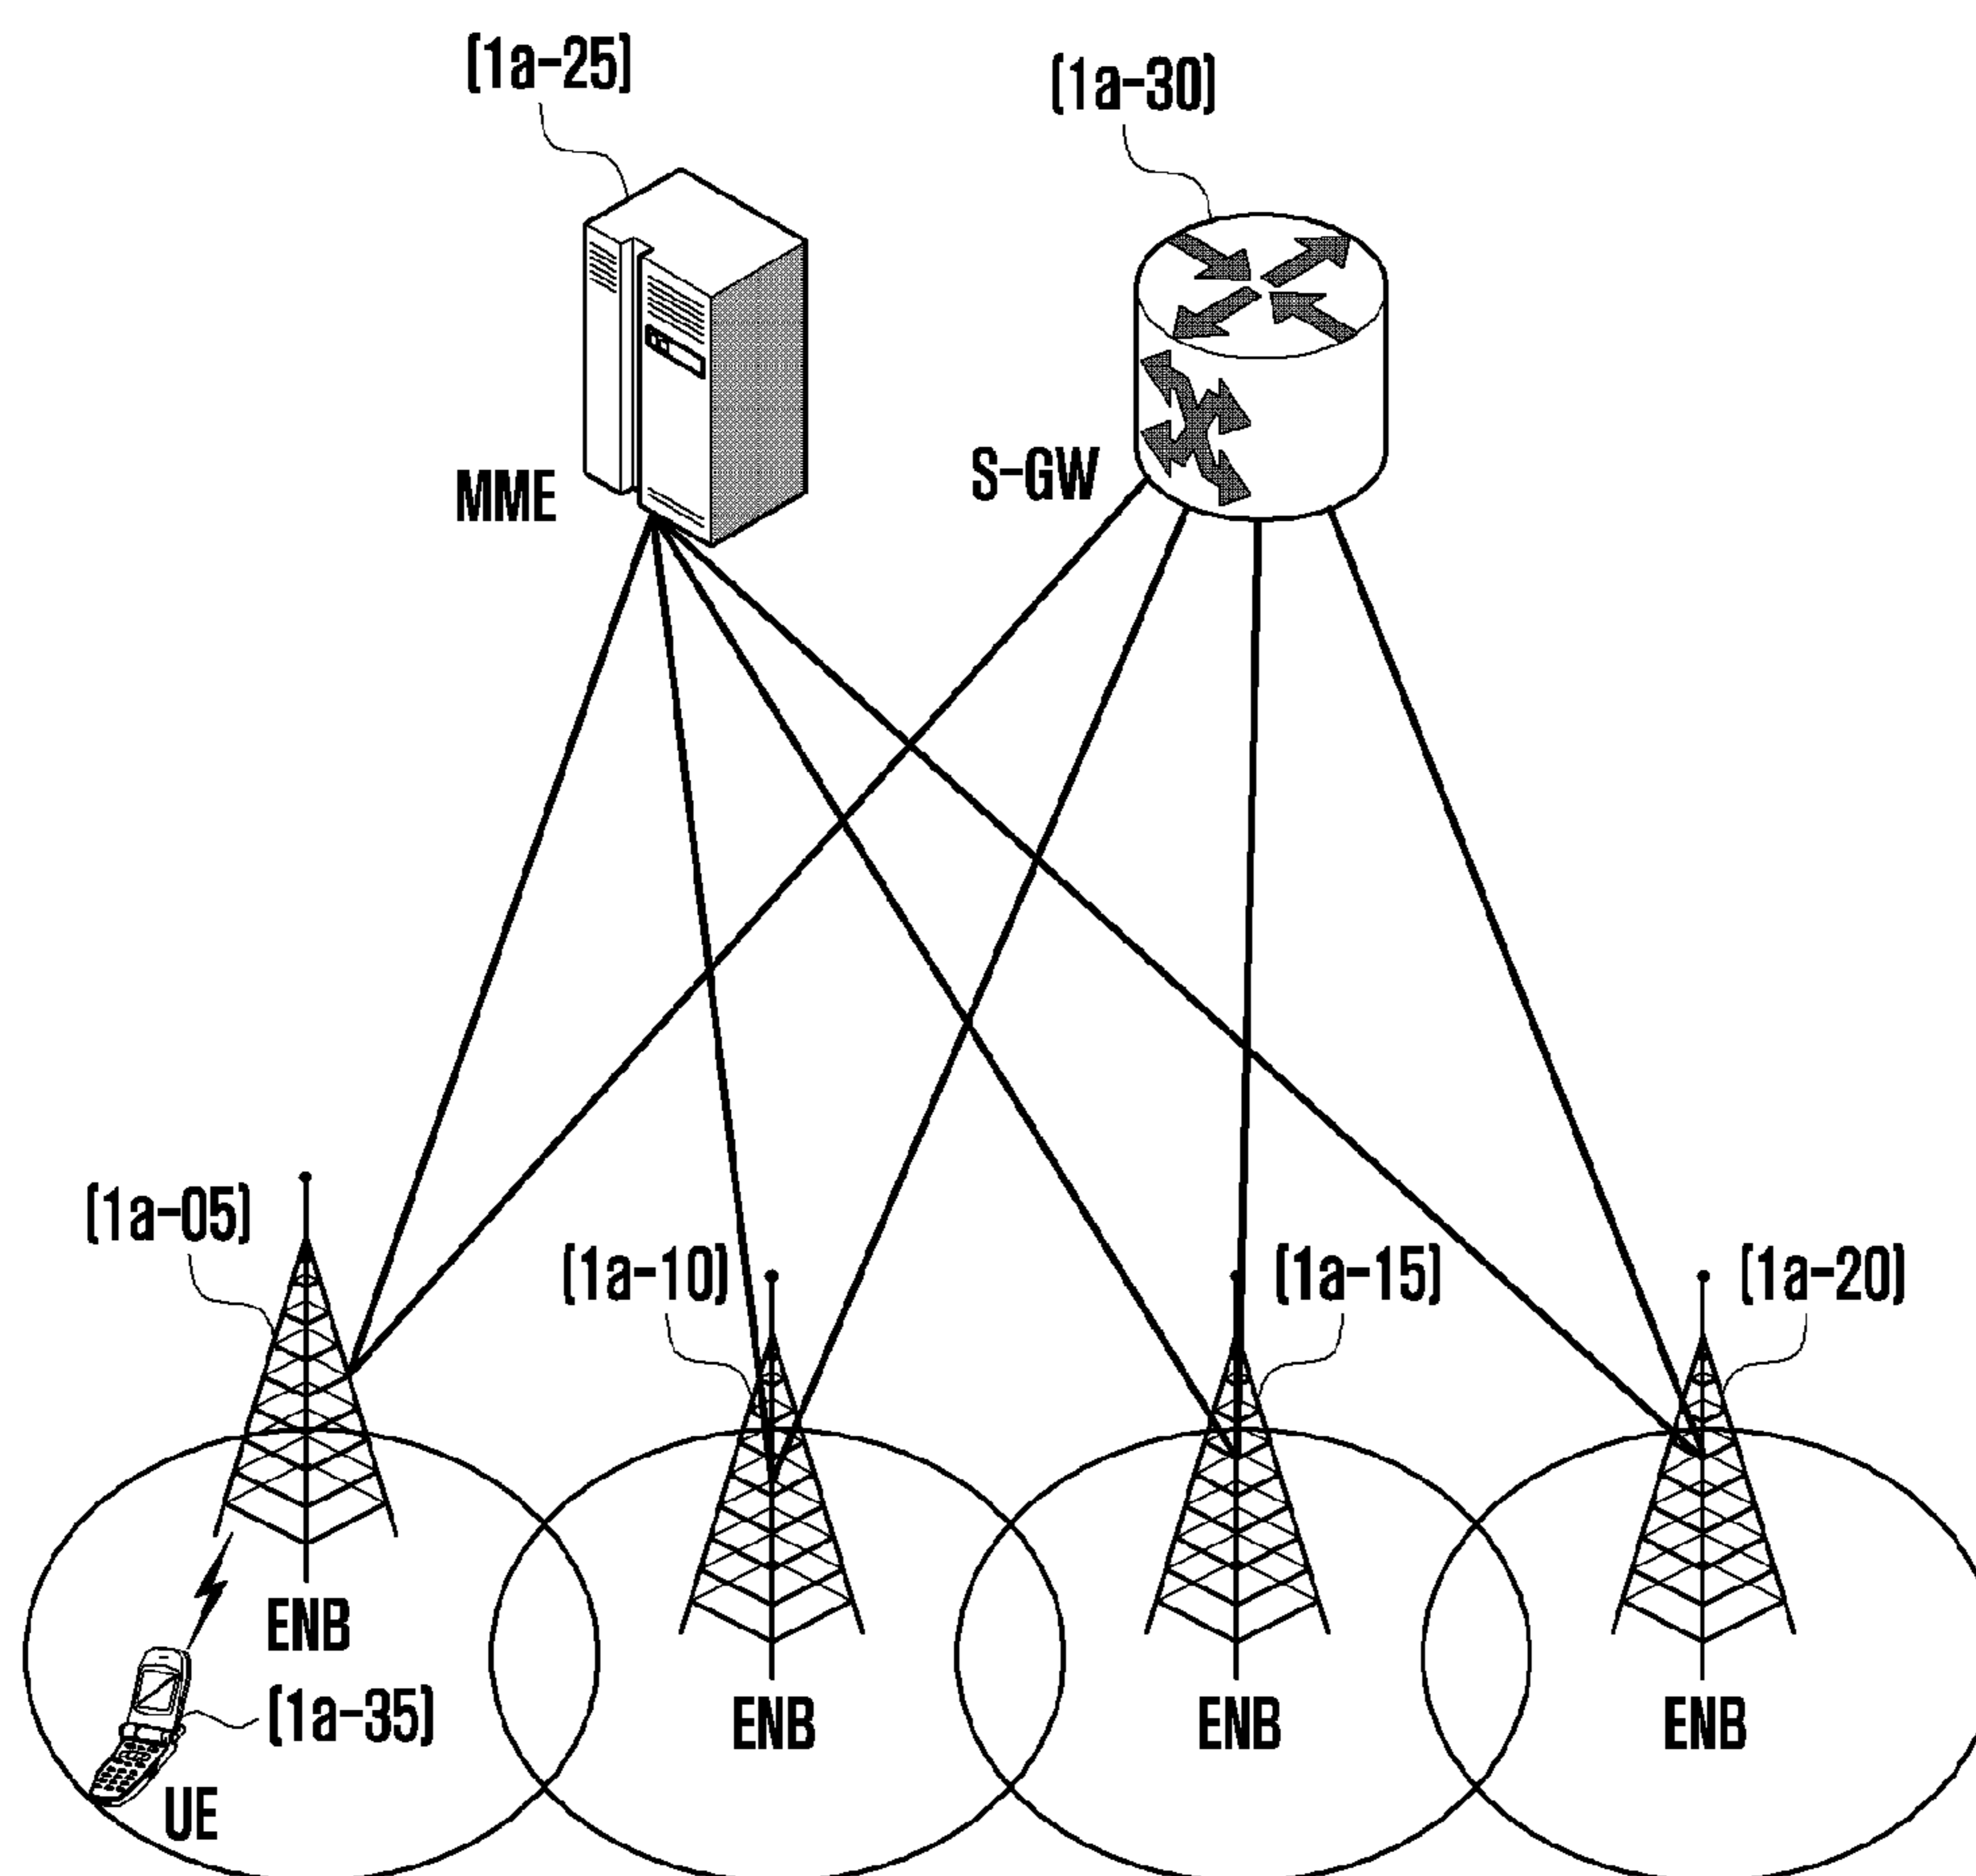 (1a-25)
(1a-30)
MME
S-GW
(1a-05)
(1a-10)
(1a-15)
(1a-20)
ENB
(1a-35)
ENB
ENB
ENB
UE